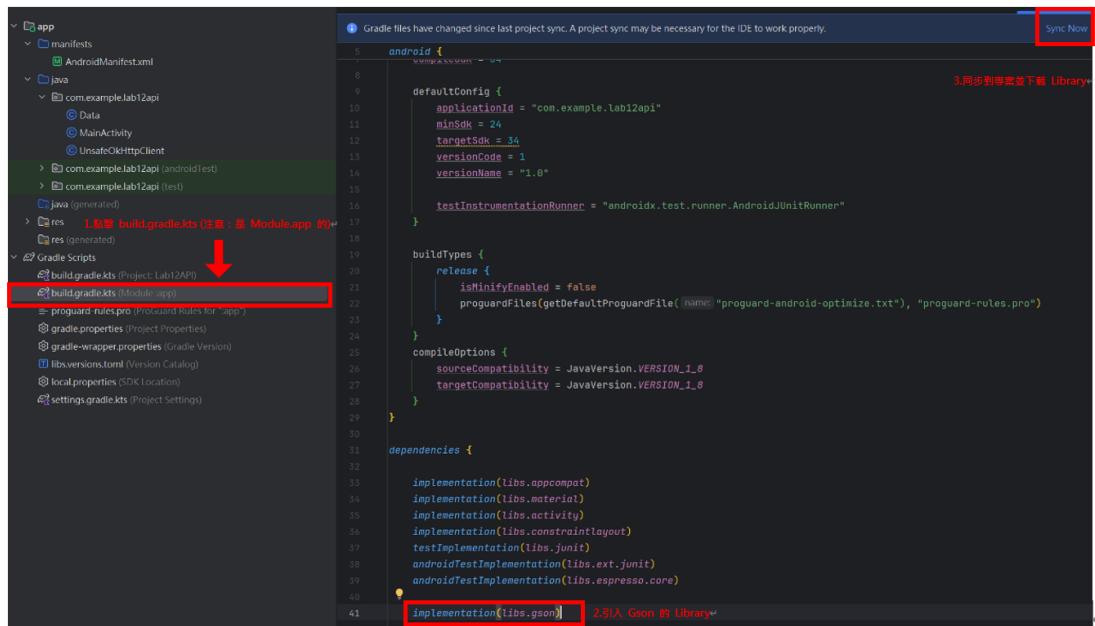 app
manifests
AndroidManifest.xml
java
com.example.lab12api
Data
MainActivity
UnsafeOkHttpClient
com.example.lab12api (androidTest)
com.example.lab12api (test)
java (generated)
res
1.點擊 build.gradle.kts (注意：是 Module.app 的)↵
res (generated)
Gradle Scripts
build.gradle.kts (Project: Lab12API)
build.gradle.kts (Module :app)
proguard-rules.pro (ProGuard Rules for ":app")
gradle.properties (Project Properties)
gradle-wrapper.properties (Gradle Version)
libs.versions.toml (Version Catalog)
local.properties (SDK Location)
settings.gradle.kts (Project Settings)
Gradle files have changed since last project sync. A project sync may be necessary for the IDE to work properly.
Sync Now
3.同步到專案並下載 Library↵
5 android {
7 compileSdk = 34
8
9 defaultConfig {
10 applicationId = "com.example.lab12api"
11 minSdk = 24
12 targetSdk = 34
13 versionCode = 1
14 versionName = "1.0"
15
16 testInstrumentationRunner = "androidx.test.runner.AndroidJUnitRunner"
17 }
18
19 buildTypes {
20 release {
21 isMinifyEnabled = false
22 proguardFiles(getDefaultProguardFile( name: "proguard-android-optimize.txt"), "proguard-rules.pro")
23 }
24 }
25 compileOptions {
26 sourceCompatibility = JavaVersion.VERSION_1_8
27 targetCompatibility = JavaVersion.VERSION_1_8
28 }
29 }
30
31 dependencies {
32
33 implementation(libs.appcompat)
34 implementation(libs.material)
35 implementation(libs.activity)
36 implementation(libs.constraintlayout)
37 testImplementation(libs.junit)
38 androidTestImplementation(libs.ext.junit)
39 androidTestImplementation(libs.espresso.core)
40
41 implementation(libs.gson) 2.引入 Gson 的 Library↵